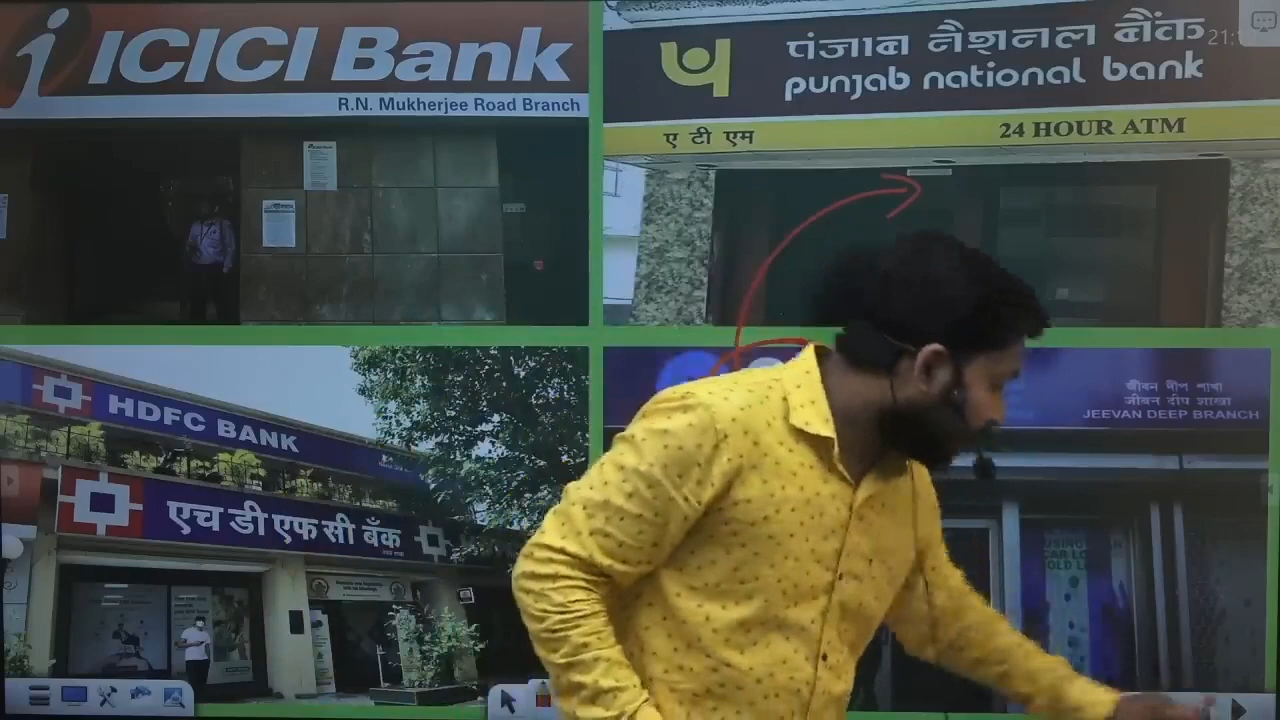 ICICI Bank
R.N. Mukherjee Road Branch
पंजाब नैशनल बैंक
punjab national bank
ए टी एम
24 HOUR ATM
HDFC BANK
एच डी एफ सी बैंक
জীবন দীপ শাখা
जीवन दीप शाखा
JEEVAN DEEP BRANCH